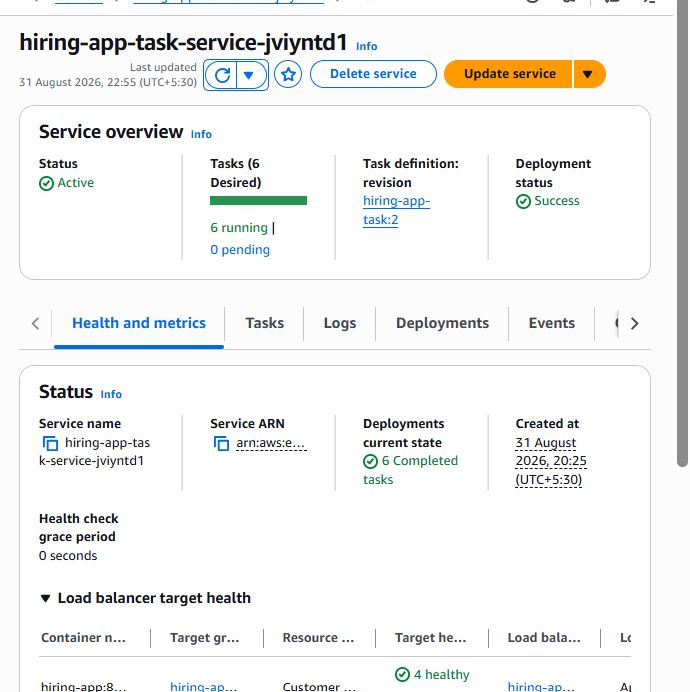 hiring-app-task-service-jviyntd1 Info
Last updated
31 August 2026, 22:55 (UTC+5:30)
Delete service
Update service
Service overview Info
Status
Active
Tasks (6
Desired)
6 running |
0 pending
Task definition:
revision
hiring-app-
task:2
Deployment
status
Success
Health and metrics
Tasks
Logs
Deployments
Events
Status Info
Service name
hiring-app-tas
k-service-jviyntd1
Service ARN
arn:aws:e...
Deployments
current state
6 Completed
tasks
Created at
31 August
2026, 20:25
(UTC+5:30)
Health check
grace period
0 seconds
Load balancer target health
Container n...
Target gr...
Resource ...
Target he...
Load bala...
Lo
hiring-app:8...
hiring-ap...
Customer ...
4 healthy
hiring-ap...